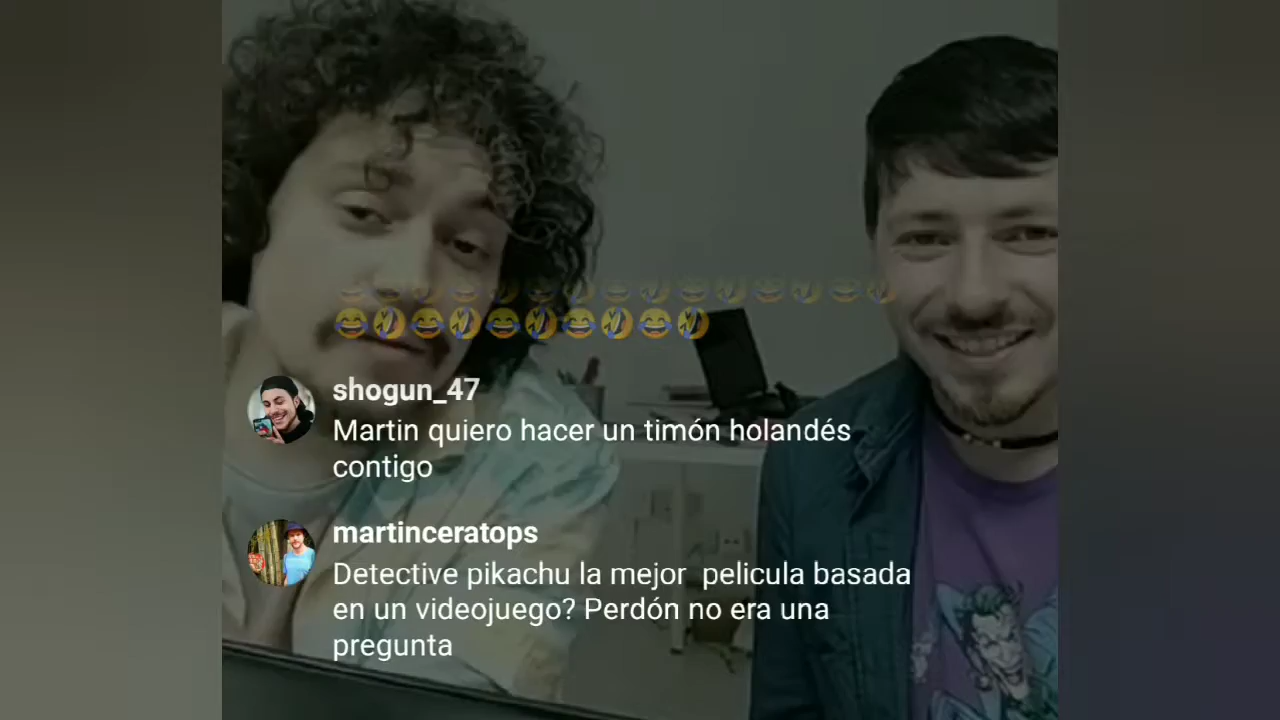 😂🤣😂🤣😂🤣😂🤣😂🤣😂🤣😂🤣
😂🤣😂🤣😂🤣😂🤣😂🤣
shogun_47
Martin quiero hacer un timón holandés
contigo
martinceratops
Detective pikachu la mejor  pelicula basada
en un videojuego? Perdón no era una
pregunta